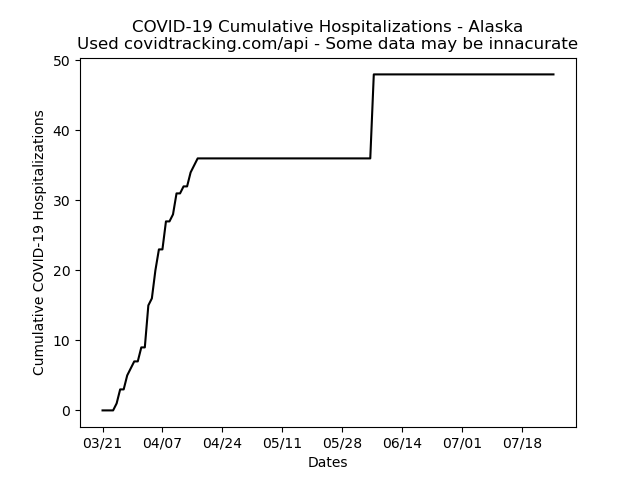 COVID-19 Cumulative Hospitalizations - Alaska
Used covidtracking.com/api - Some data may be innacurate
Cumulative COVID-19 Hospitalizations
50
40
30
20
10
0
03/21 04/07 04/24 05/11 05/28 06/14 07/01 07/18
Dates